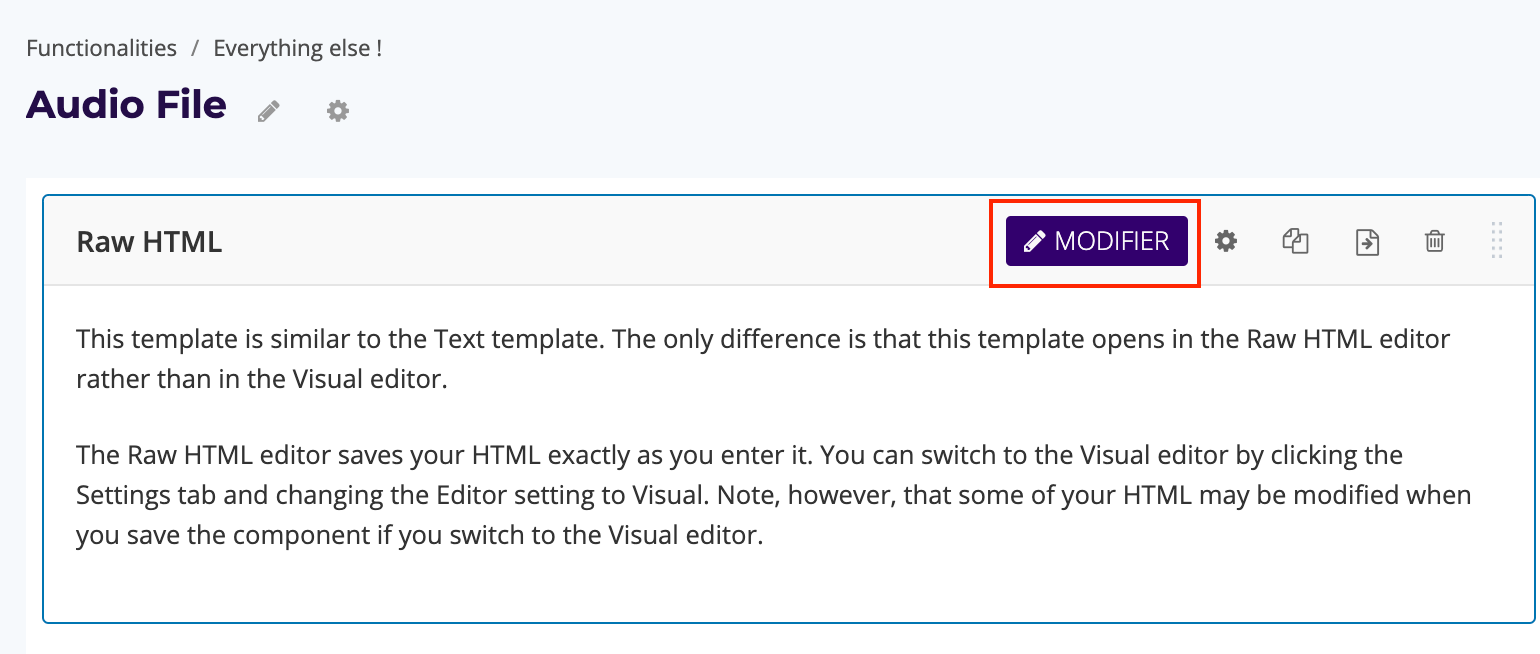 Functionalities / Everything else !
Audio File
Raw HTML MODIFIER
This template is similar to the Text template. The only difference is that this template opens in the Raw HTML editor
rather than in the Visual editor.
The Raw HTML editor saves your HTML exactly as you enter it. You can switch to the Visual editor by clicking the
Settings tab and changing the Editor setting to Visual. Note, however, that some of your HTML may be modified when
you save the component if you switch to the Visual editor.